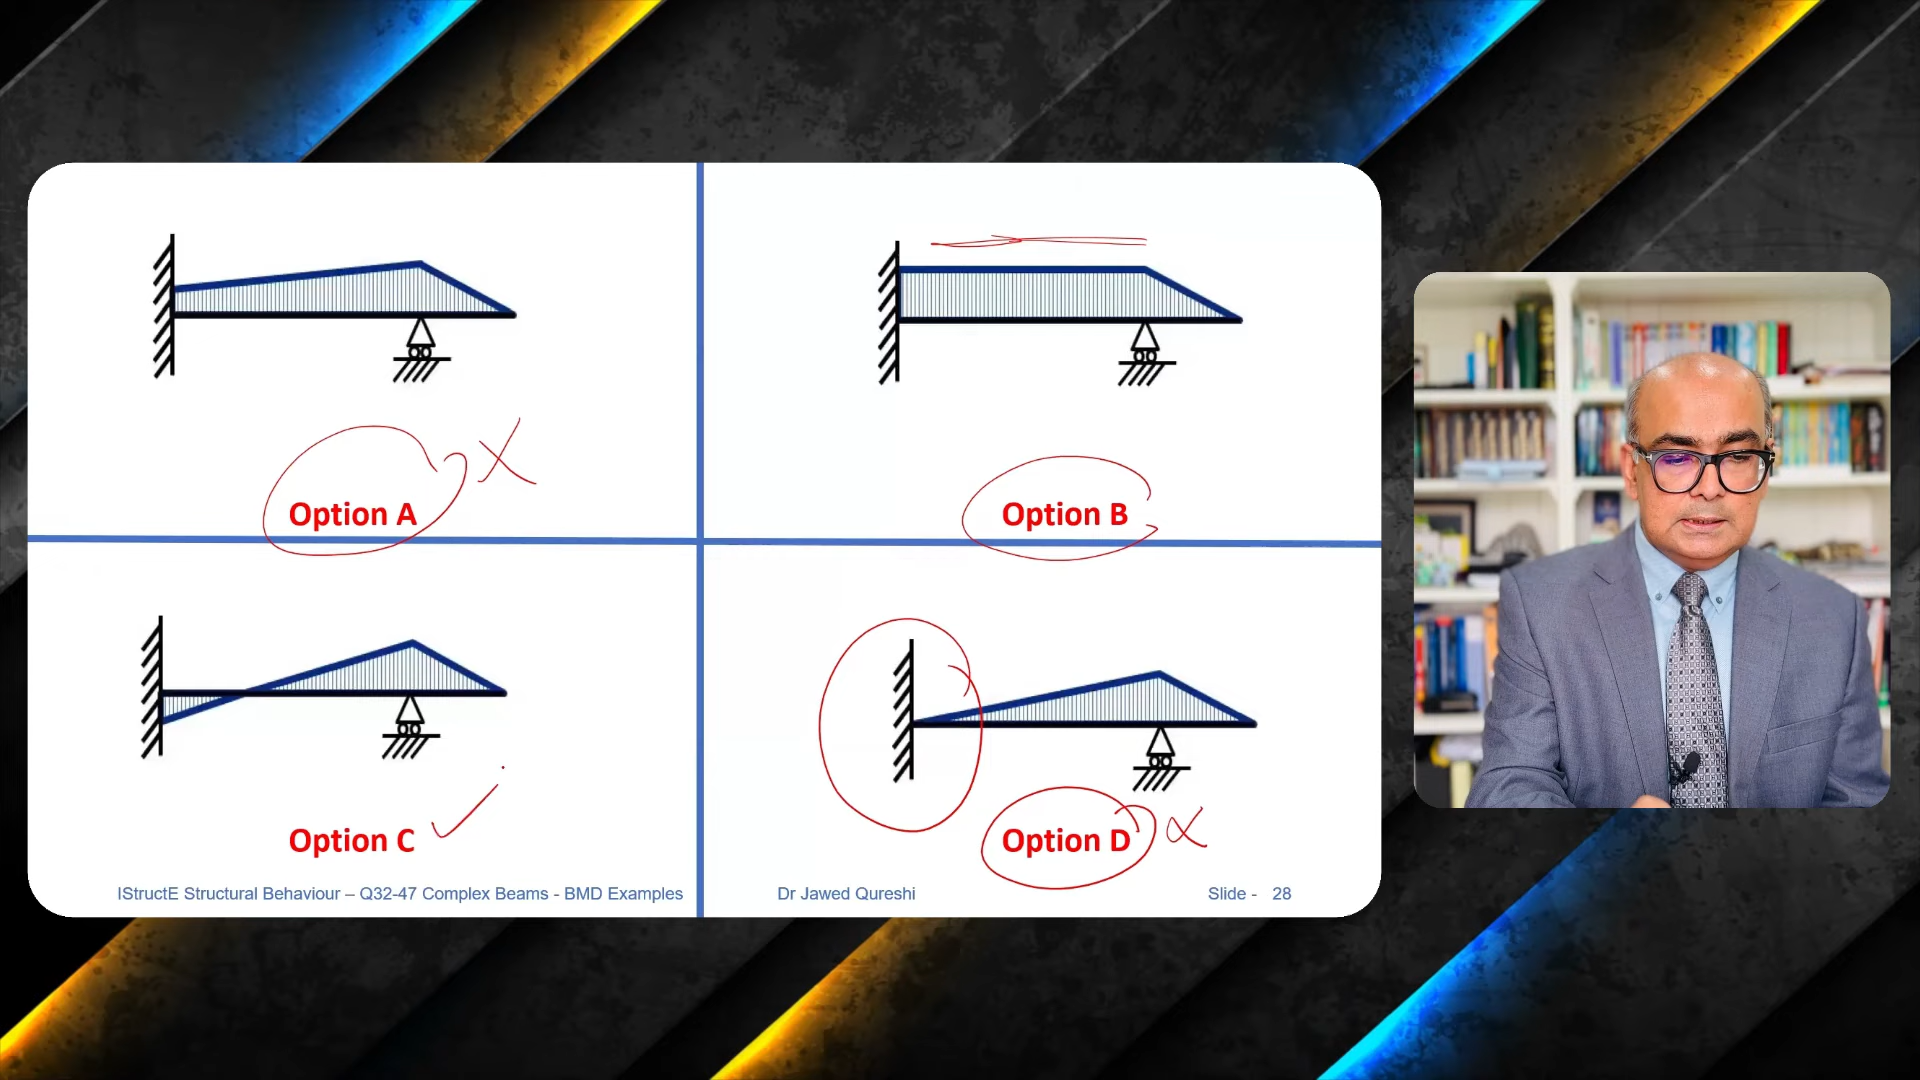 Option A
Option B
Option C
Option D
IStructE Structural Behaviour – Q32-47 Complex Beams - BMD Examples
Dr Jawed Qureshi
Slide - 28